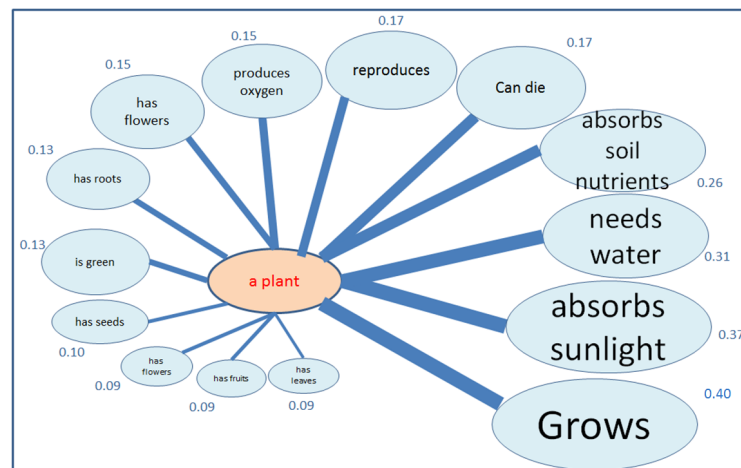 0.17
0.15
reproduces
0.17
produces
oxygen
0.15
has
flowers
Can die
absorbs
soil
nutrients
0.26
0.13
has roots
needs
water
0.31
0.13
is green
a plant
absorbs
sunlight
0.37
has seeds
0.10
has
flowers
0.09
has fruits
0.09
has
leaves
0.09
Grows
0.40